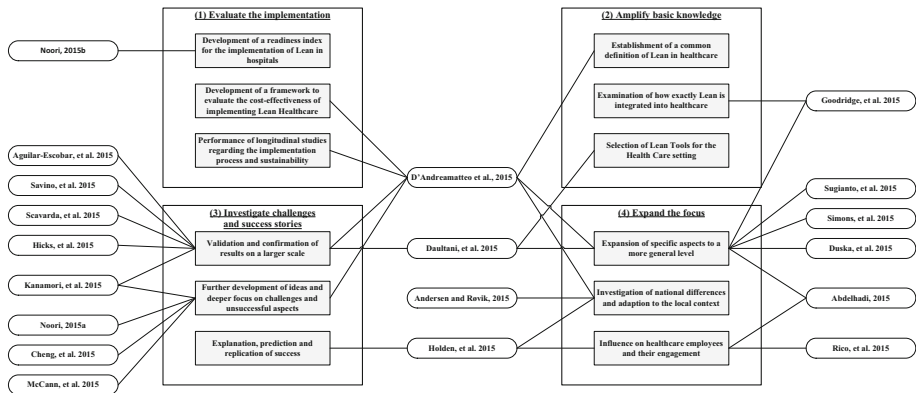 (1) Evaluate the implementation
Development of a readiness index
for the implementation of Lean in
hospitals
Development of a framework to
evaluate the cost-effectiveness of
implementing Lean Healthcare
Performance of longitudinal studies
regarding the implementation
process and sustainability
(2) Amplify basic knowledge
Establishment of a common
definition of Lean in healthcare
Examination of how exactly Lean is
integrated into healthcare
Selection of Lean Tools for the
Health Care setting
(3) Investigate challenges
and success stories
Validation and confirmation of
results on a larger scale
Further development of ideas and
deeper focus on challenges and
unsuccessful aspects
Explanation, prediction and
replication of success
(4) Expand the focus
Expansion of specific aspects to a
more general level
Investigation of national differences
and adaption to the local context
Influence on healthcare employees
and their engagement
Noori, 2015b
Aguilar-Escobar, et al. 2015
Savino, et al. 2015
Scavarda, et al. 2015
Hicks, et al. 2015
Kanamori, et al. 2015
Noori, 2015a
Cheng, et al. 2015
McCann, et al. 2015
D'Andreamatteo et al., 2015
Daultani, et al. 2015
Andersen and Røvik, 2015
Holden, et al. 2015
Goodridge, et al. 2015
Sugianto, et al. 2015
Simons, et al. 2015
Duska, et al. 2015
Abdelhadi, 2015
Rico, et al. 2015